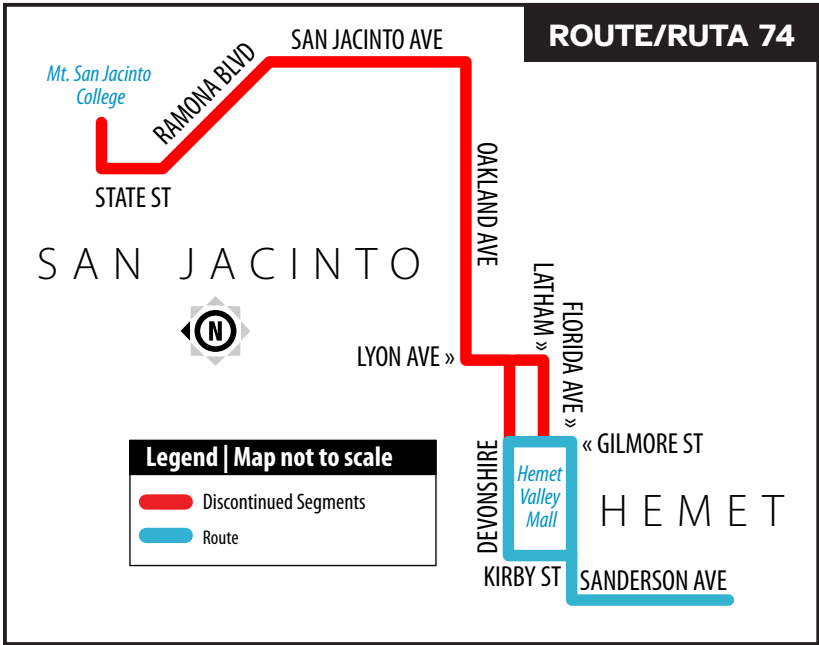 ROUTE/RUTA 74
SAN JACINTO AVE
Mt. San Jacinto
College
RAMONA BLVD
STATE ST
OAKLAND AVE
SAN JACINTO
N
LATHAM »
FLORIDA AVE »
LYON AVE »
« GILMORE ST
Legend | Map not to scale
Discontinued Segments
Route
DEVONSHIRE
Hemet
Valley
Mall
HEMET
KIRBY ST
SANDERSON AVE